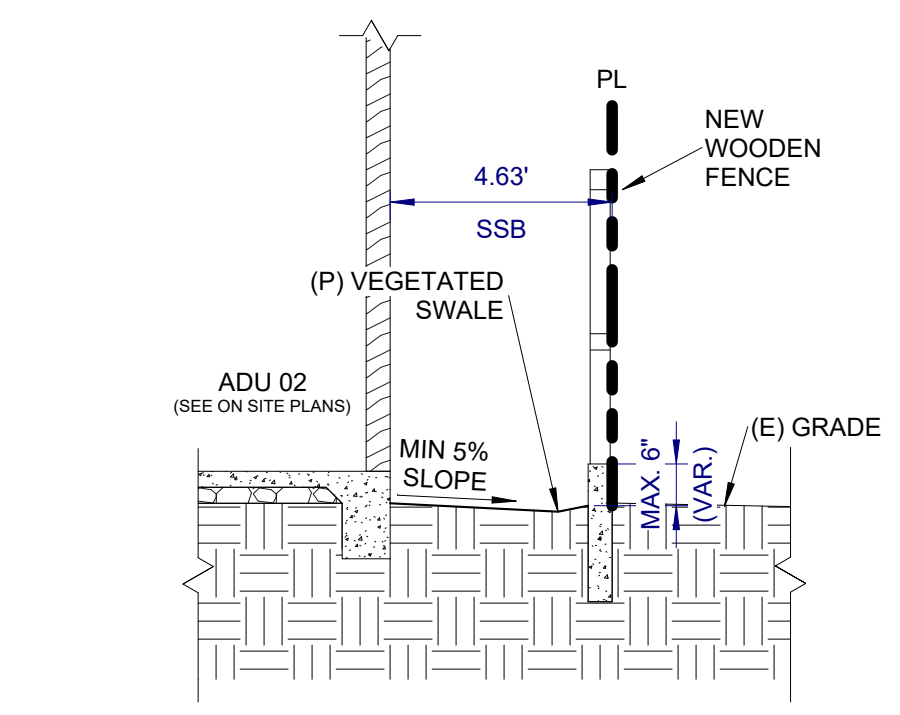 PL
NEW
WOODEN
FENCE
4.63'
SSB
(P) VEGETATED
SWALE
ADU 02
(SEE ON SITE PLANS)
MIN 5%
SLOPE
(E) GRADE
MAX. 6"
(VAR.)